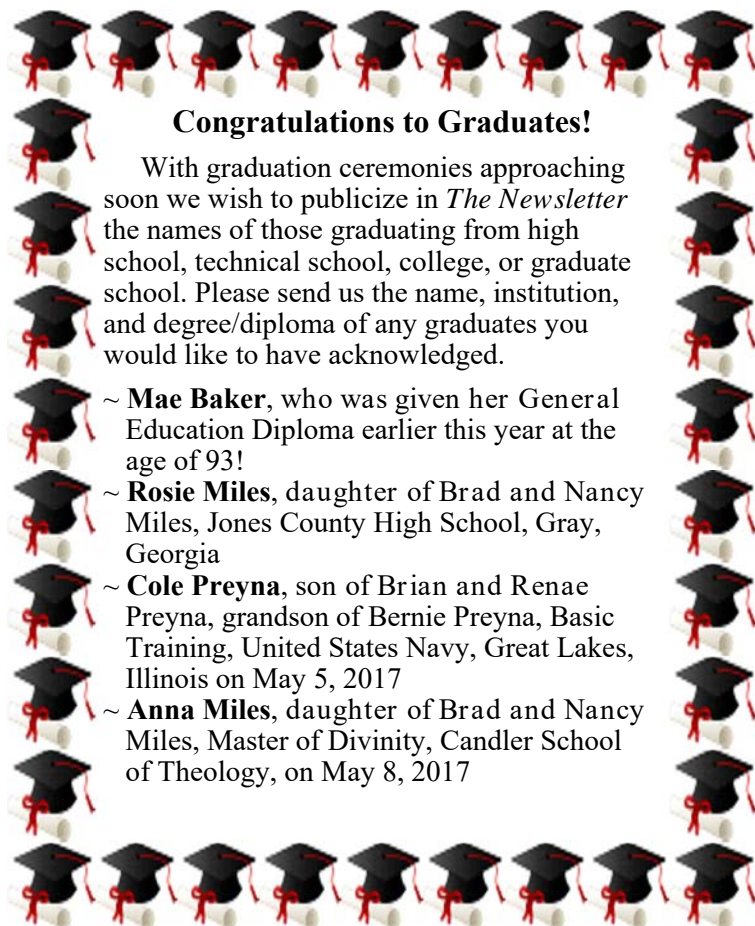 Congratulations to Graduates!
With graduation ceremonies approaching
soon we wish to publicize in The Newsletter
the names of those graduating from high
school, technical school, college, or graduate
school. Please send us the name, institution,
and degree/diploma of any graduates you
would like to have acknowledged.
~ Mae Baker, who was given her General
Education Diploma earlier this year at the
age of 93!
~ Rosie Miles, daughter of Brad and Nancy
Miles, Jones County High School, Gray,
Georgia
~ Cole Preyna, son of Brian and Renae
Preyna, grandson of Bernie Preyna, Basic
Training, United States Navy, Great Lakes,
Illinois on May 5, 2017
~ Anna Miles, daughter of Brad and Nancy
Miles, Master of Divinity, Candler School
of Theology, on May 8, 2017